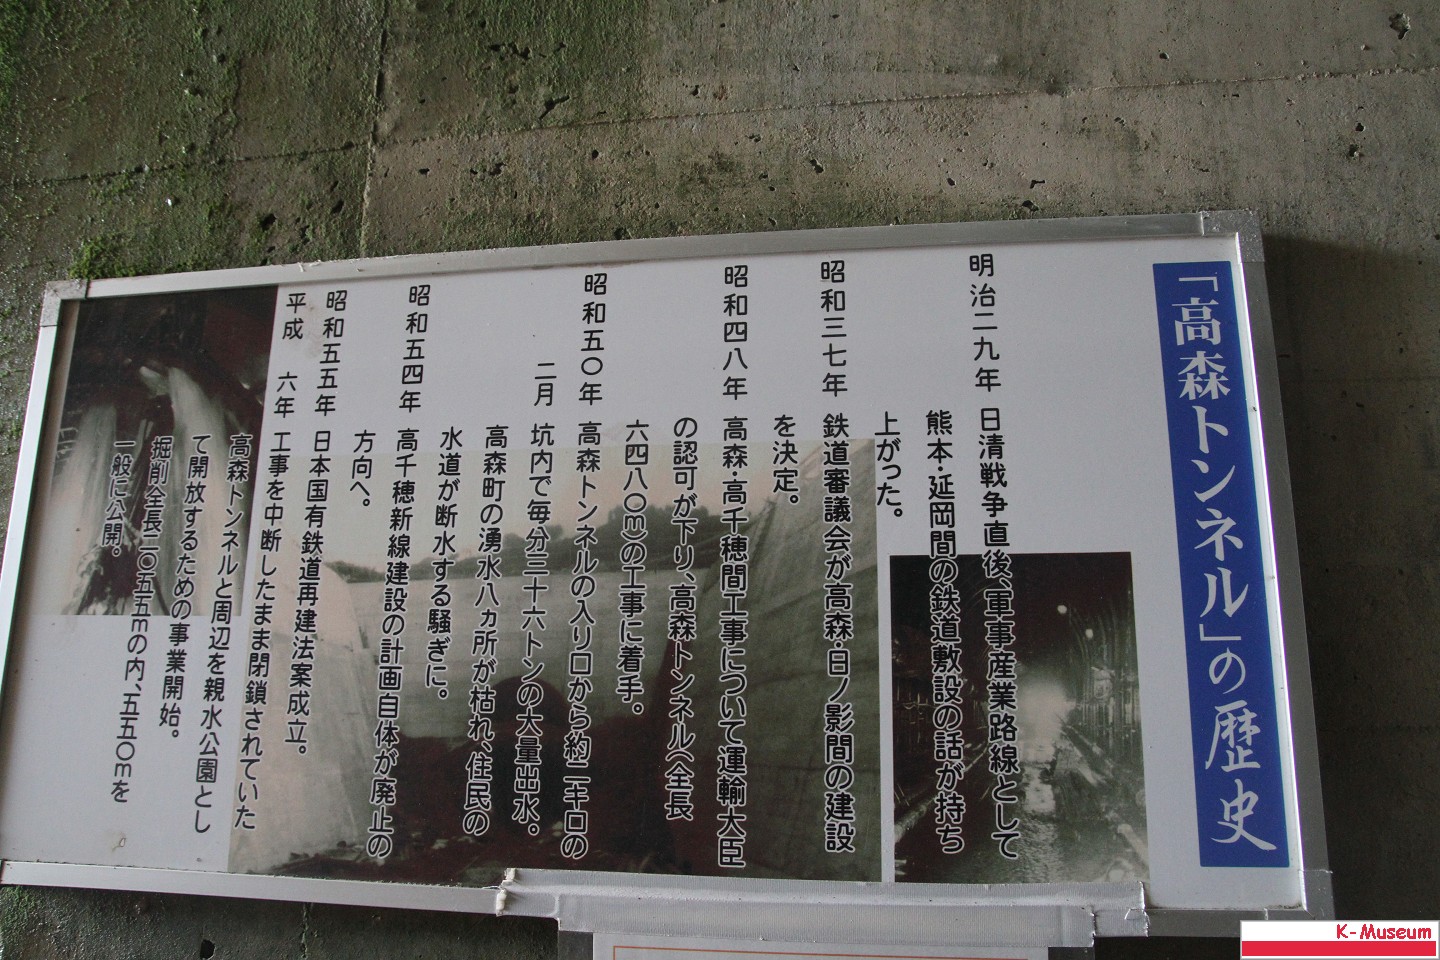 「高森トンネル」の歴史
明治二九年 日清戦争直後、軍事産業路線として
熊本・延岡間の鉄道敷設の話が持ち
上がった。
昭和三七年 鉄道審議会が高森・日ノ影間の建設
を決定。
昭和四八年 高森・高千穂間工事について運輸大臣
の認可が下り、高森トンネル(全長
六四八〇m)の工事に着手。
昭和五〇年 高森トンネルの入り口から約二キロの
二月 坑内で毎分三十六トンの大量出水。
高森町の湧水八ヵ所が枯れ、住民の
水道が断水する騒ぎに。
昭和五四年 高千穂新線建設の計画自体が廃止の
方向へ。
昭和五五年 日本国有鉄道再建法案成立。
平成 六年 工事を中断したまま閉鎖されていた
高森トンネルと周辺を親水公園とし
て開放するための事業開始。
掘削全長二〇五五mの内、五五〇mを
一般に公開。
K-Museum